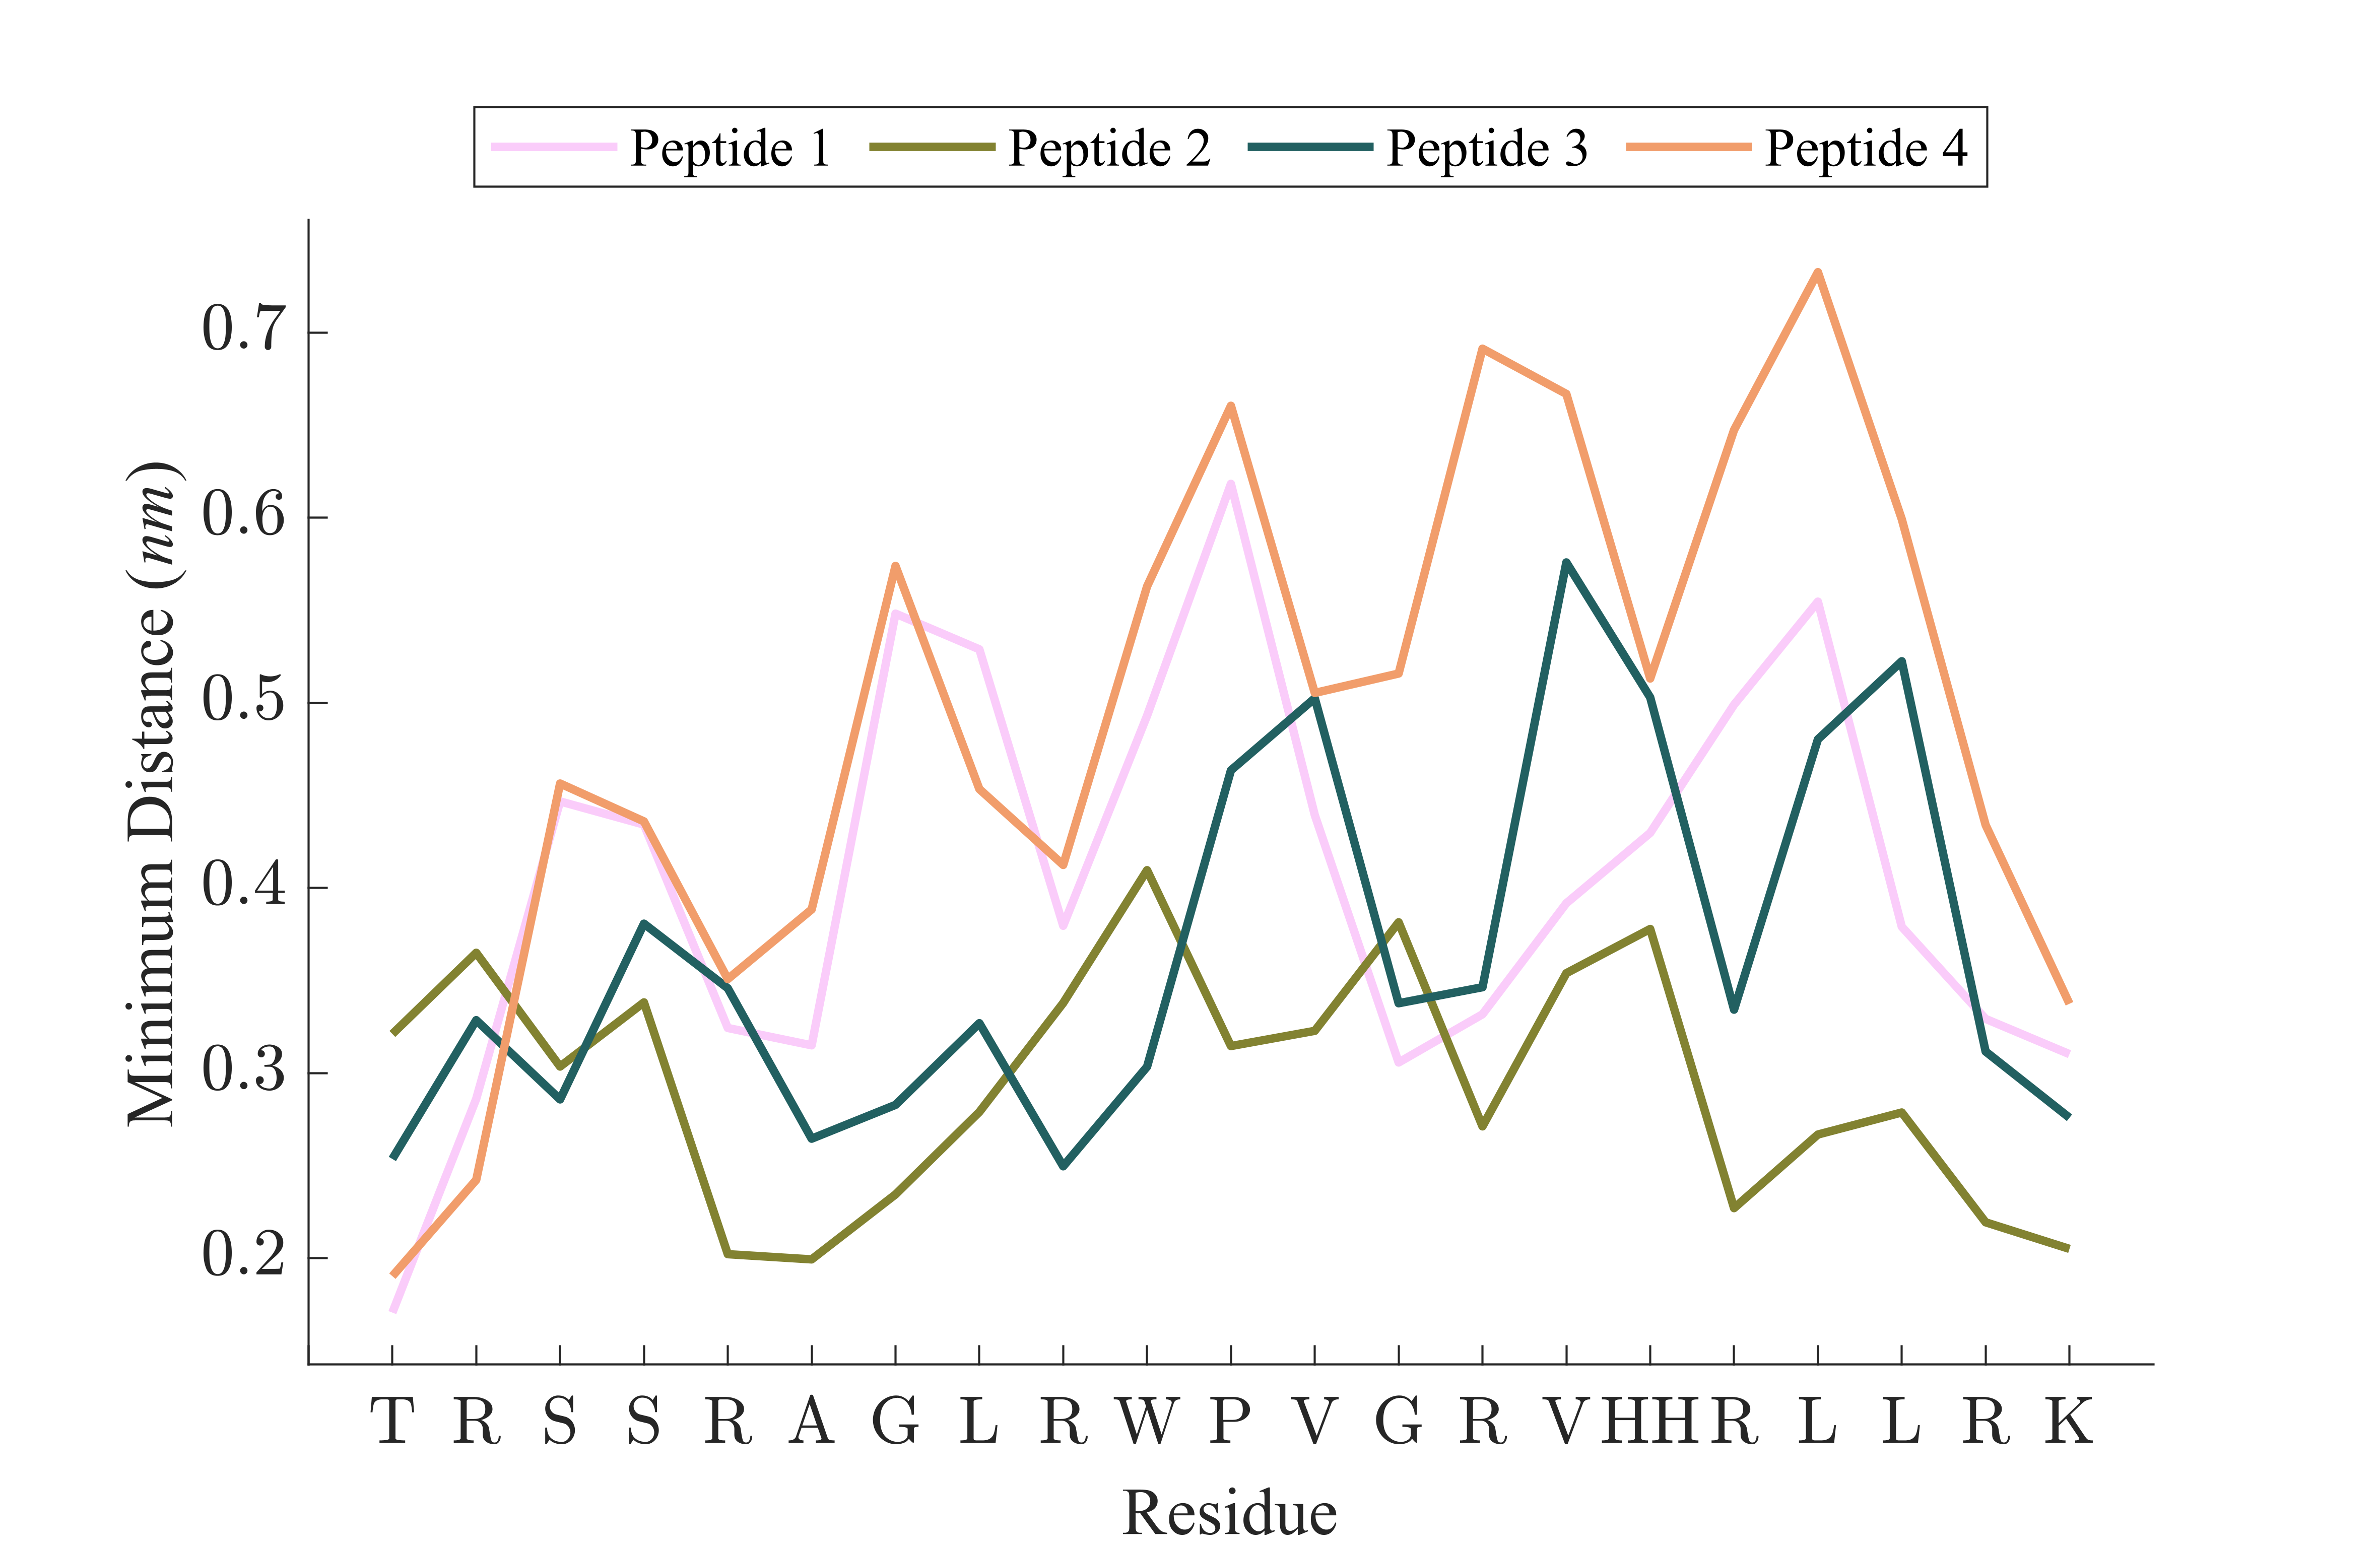 Peptide 1 Peptide 2 Peptide 3 Peptide 4
0.7
0.6
0.5
0.4
0.3
0.2
Minimum Distance (nm)
T R S S R A G L R W P V G R V HH R L L R K
Residue